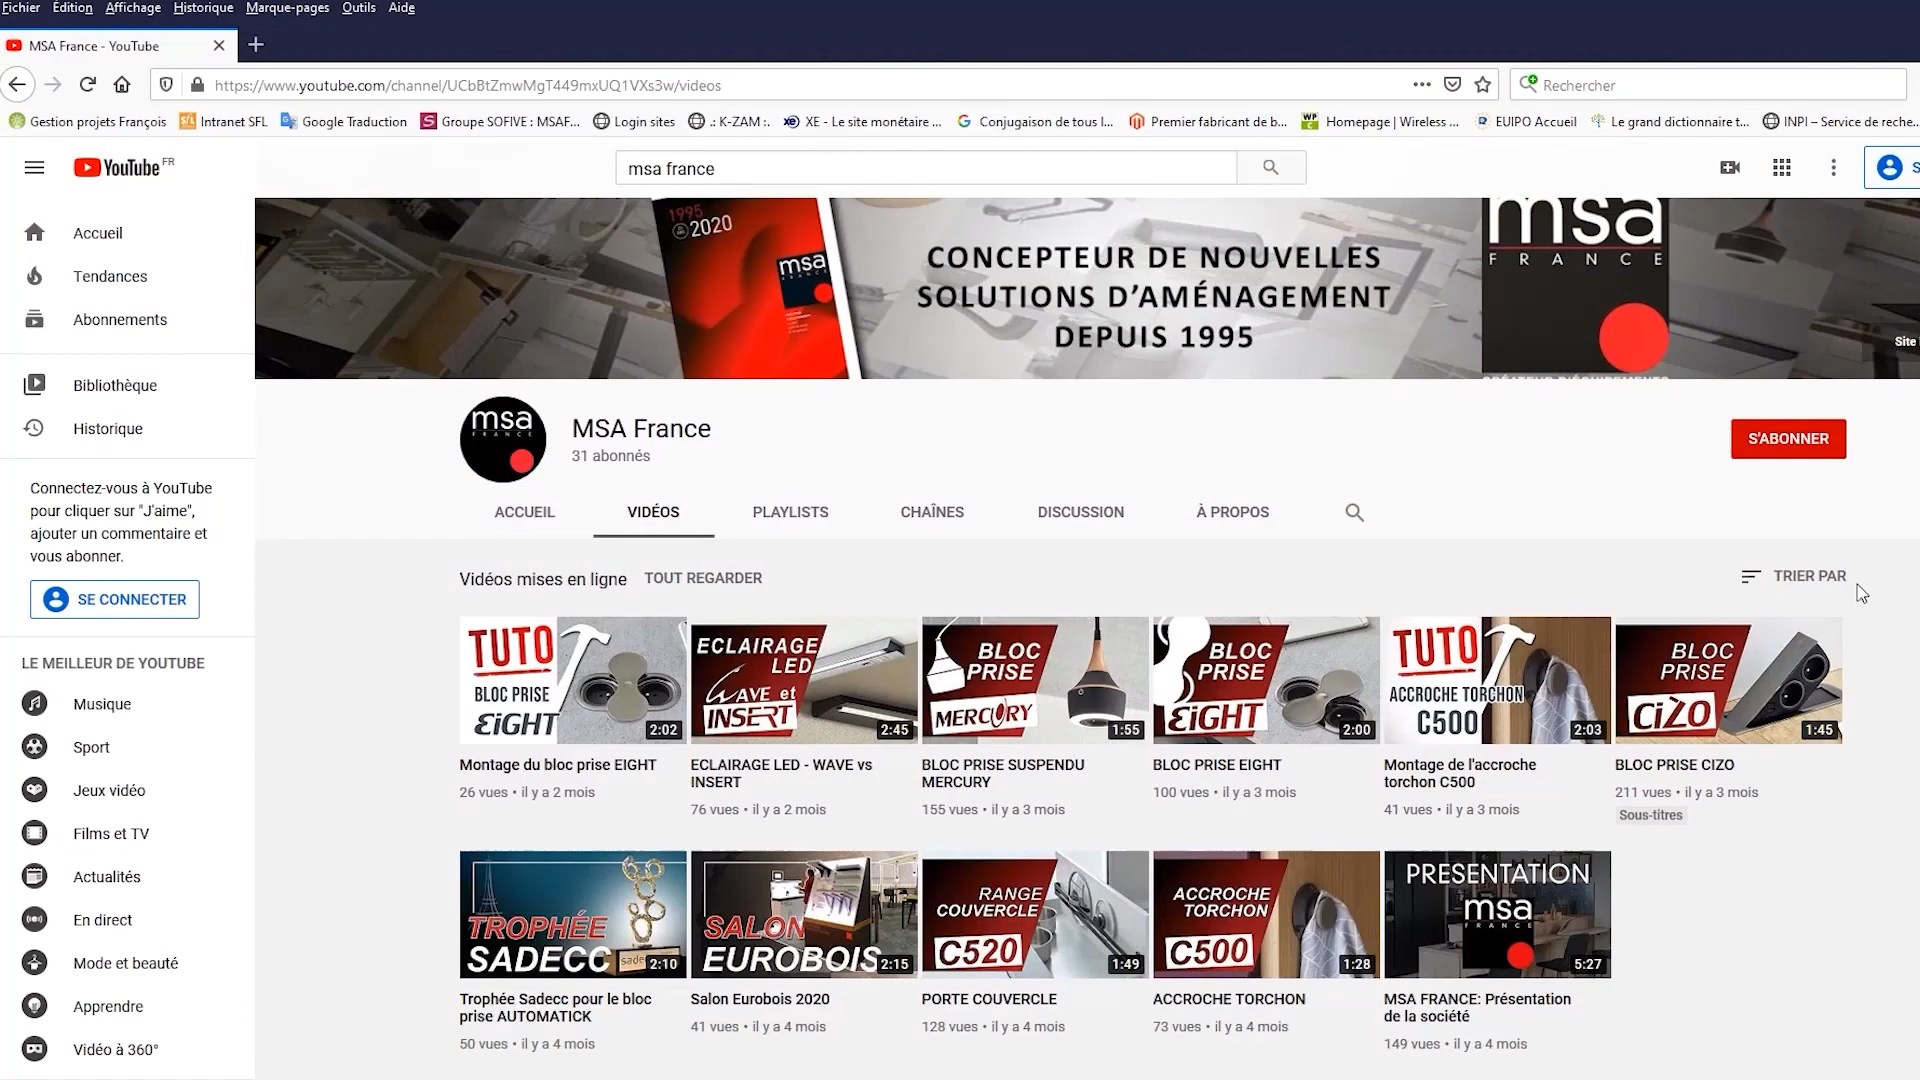 Fichier Edition Affichage Historique Marque-pages Outils Aide
MSA France - YouTube
https://www.youtube.com/channel/UCbBtZmwMgT449mxUQ1VXs3w/videos
Rechercher
Gestion projets François Intranet SFL Google Traduction Groupe SOFIVE : MSAF... Login sites .: K-ZAM :. XE - Le site monétaire ... Conjugaison de tous l... Premier fabricant de b... Homepage | Wireless ... EUIPO Accueil Le grand dictionnaire t... INPI – Service de reche...
YouTube FR
msa france
S
Accueil
Tendances
Abonnements
Bibliothèque
Historique
Connectez-vous à YouTube
pour cliquer sur "J'aime",
ajouter un commentaire et
vous abonner.
SE CONNECTER
LE MEILLEUR DE YOUTUBE
Musique
Sport
Jeux vidéo
Films et TV
Actualités
En direct
Mode et beauté
Apprendre
Vidéo à 360°
1995
2020
msa
CONCEPTEUR DE NOUVELLES
SOLUTIONS D'AMÉNAGEMENT
DEPUIS 1995
msa
FRANCE
CRÉATEUR D'ÉQUIPEMENTS
Site
msa
FRANCE
MSA France
31 abonnés
S'ABONNER
ACCUEIL VIDÉOS PLAYLISTS CHAÎNES DISCUSSION À PROPOS
Vidéos mises en ligne TOUT REGARDER
TRIER PAR
TUTO
BLOC PRISE
EiGHT
2:02
Montage du bloc prise EIGHT
26 vues • il y a 2 mois
ECLAIRAGE
LED
WAVE et
INSERT
2:45
ECLAIRAGE LED - WAVE vs
INSERT
76 vues • il y a 2 mois
BLOC
PRISE
MERCURY
1:55
BLOC PRISE SUSPENDU
MERCURY
155 vues • il y a 3 mois
BLOC
PRISE
EiGHT
2:00
BLOC PRISE EIGHT
100 vues • il y a 3 mois
TUTO
ACCROCHE TORCHON
C500
2:03
Montage de l'accroche
torchon C500
41 vues • il y a 3 mois
BLOC
PRISE
CiZO
1:45
BLOC PRISE CIZO
211 vues • il y a 3 mois
Sous-titres
TROPHÉE
SADECC
sade
2:10
Trophée Sadecc pour le bloc
prise AUTOMATICK
50 vues • il y a 4 mois
SALON
EUROBOIS
2:15
Salon Eurobois 2020
41 vues • il y a 4 mois
RANGE
COUVERCLE
C520
1:49
PORTE COUVERCLE
128 vues • il y a 4 mois
ACCROCHE
TORCHON
C500
1:28
ACCROCHE TORCHON
73 vues • il y a 4 mois
PRESENTATION
msa
FRANCE
5:27
MSA FRANCE: Présentation
de la société
149 vues • il y a 4 mois